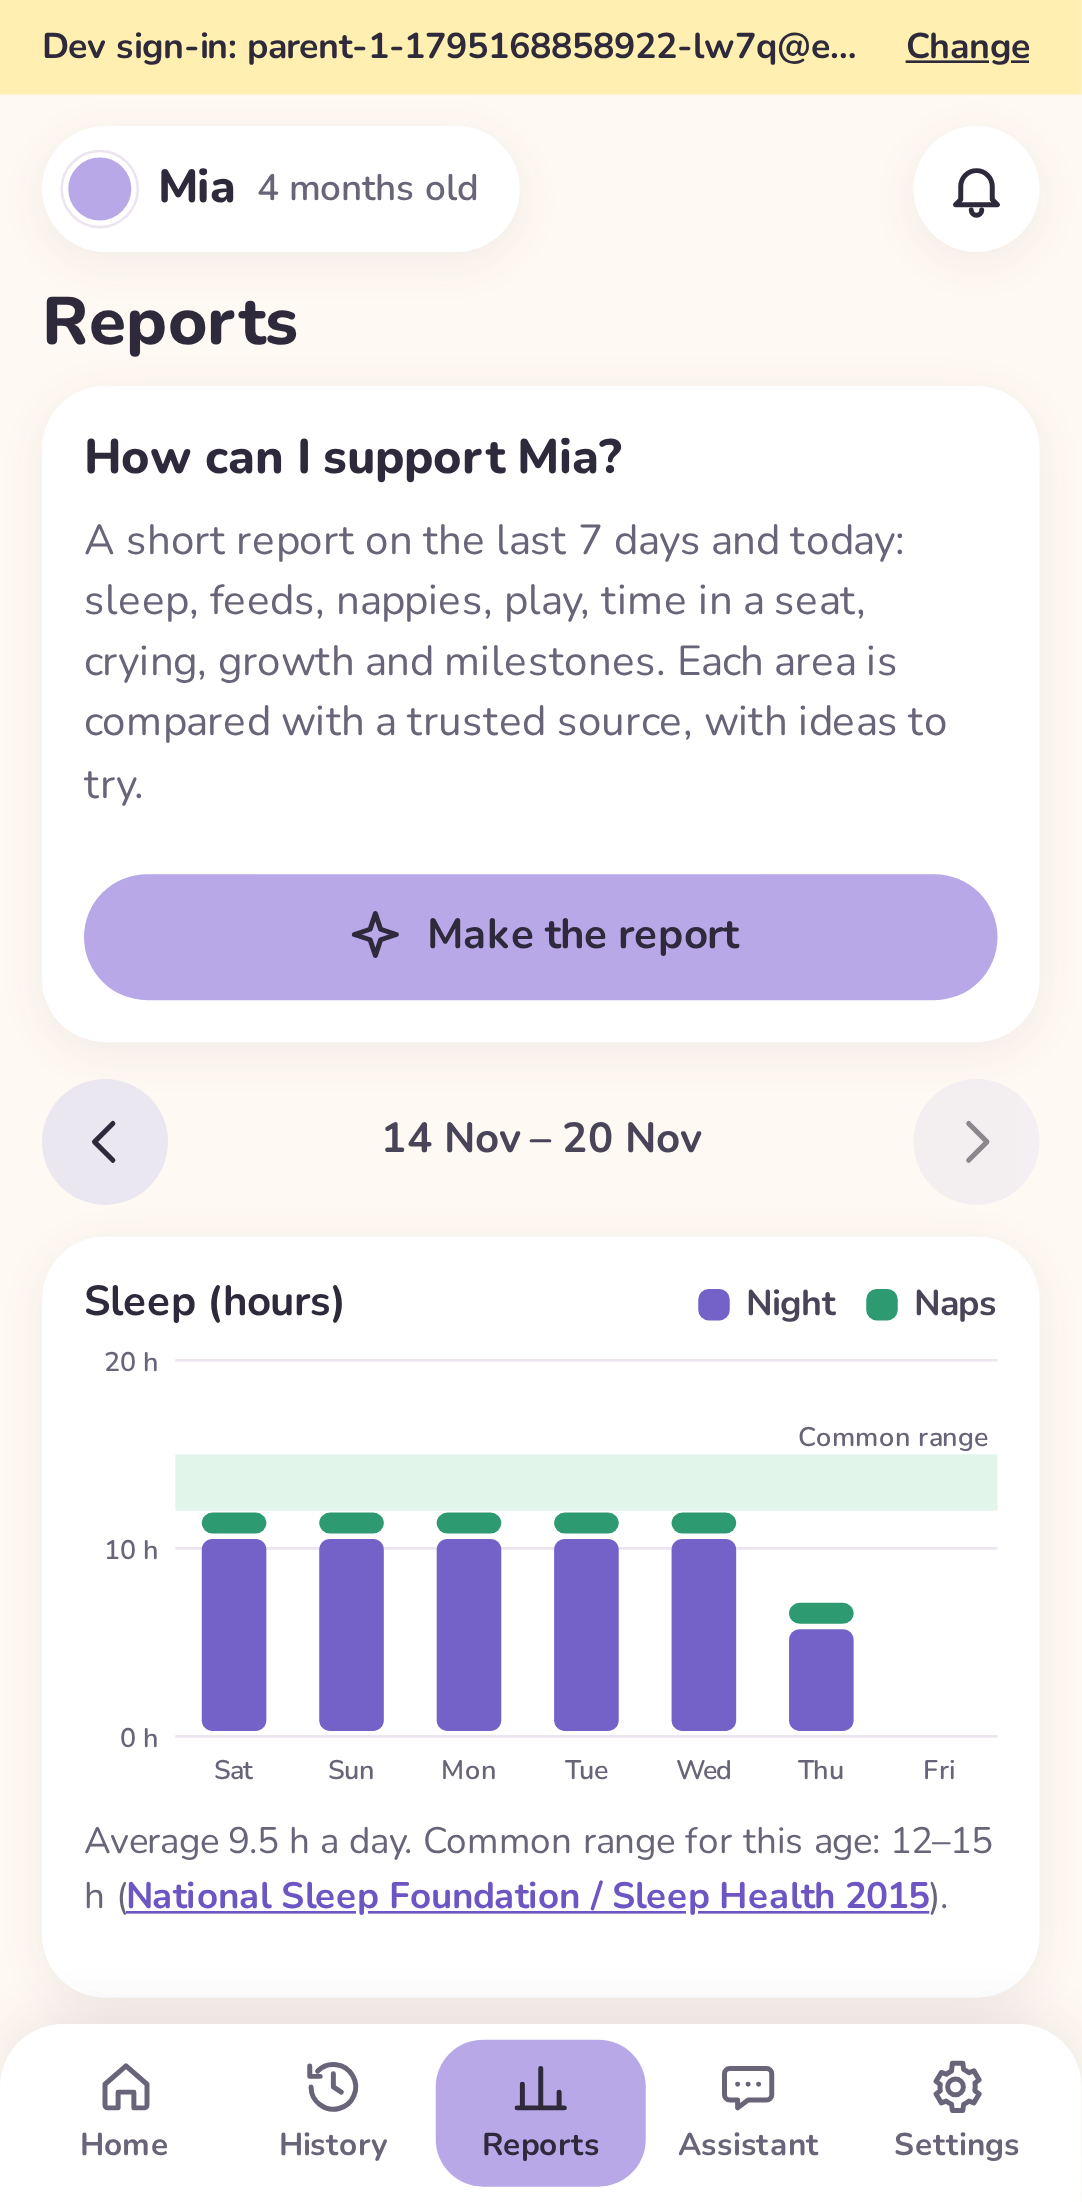 Dev sign-in: parent-1-1795168858922-lw7q@e... Change
Mia 4 months old
Reports
How can I support Mia?
A short report on the last 7 days and today:
sleep, feeds, nappies, play, time in a seat,
crying, growth and milestones. Each area is
compared with a trusted source, with ideas to
try.
Make the report
14 Nov – 20 Nov
Sleep (hours) Night Naps
20 h
Common range
10 h
0 h
Sat Sun Mon Tue Wed Thu Fri
Average 9.5 h a day. Common range for this age: 12–15
h (National Sleep Foundation / Sleep Health 2015).
Home History Reports Assistant Settings